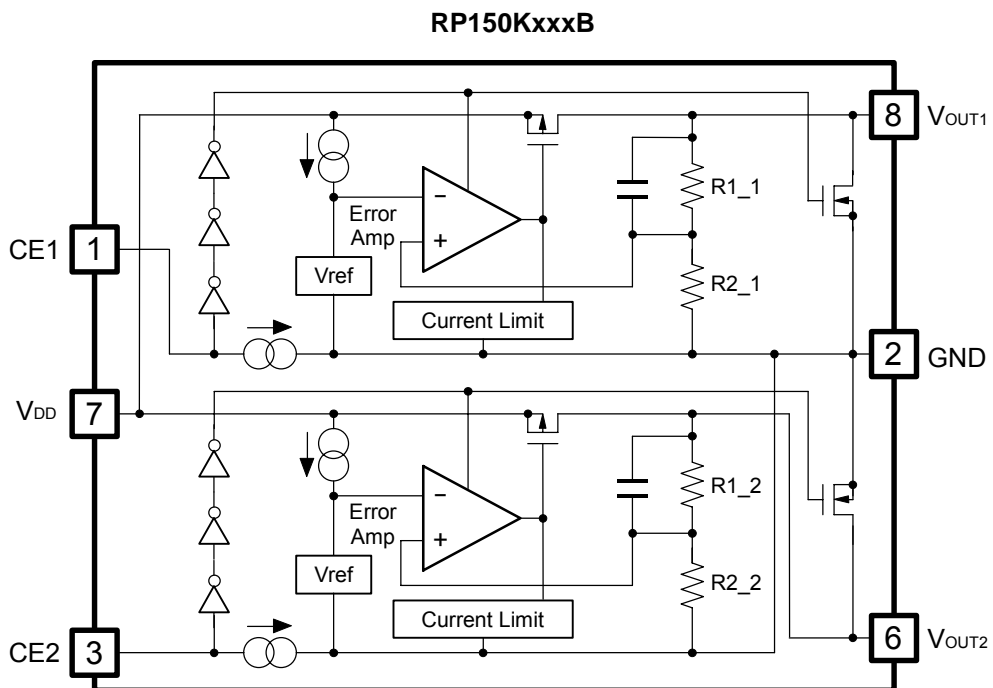 RP150KxxxB
8
VOUT1
R1_1
Error
Amp
−
+
CE1
1
Vref
R2_1
Current Limit
2
GND
VDD
7
R1_2
Error
Amp
−
+
Vref
R2_2
Current Limit
CE2
3
6
VOUT2